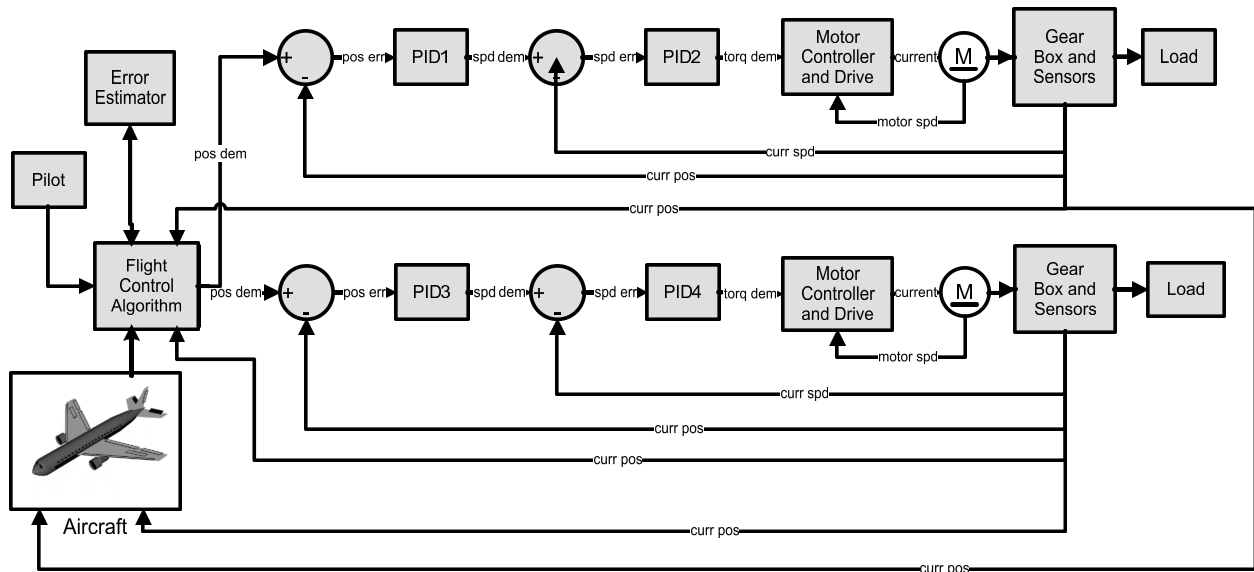 pos err
PID1
spd dem
spd err
PID2
torq dem
Motor
Controller
and Drive
current
M
Gear
Box and
Sensors
Load
+
-
+
-
Error
Estimator
motor spd
pos dem
curr spd
Pilot
curr pos
curr pos
Flight
Control
Algorithm
pos dem
+
-
pos err
PID3
spd dem
+
-
spd err
PID4
torq dem
Motor
Controller
and Drive
current
M
Gear
Box and
Sensors
Load
motor spd
curr spd
curr pos
curr pos
Aircraft
curr pos
curr pos